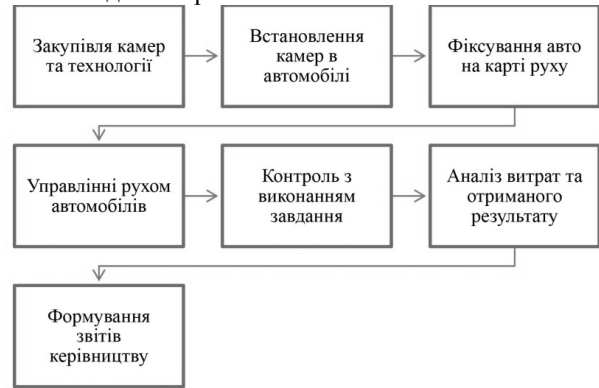 Закупівля камер
та технології
Встановлення
камер в
автомобілі
Фіксування авто
на карті руху
Управлінні рухом
автомобілів
Контроль з
виконанням
завдання
Аналіз витрат та
отриманого
результату
Формування
звітів
керівництву